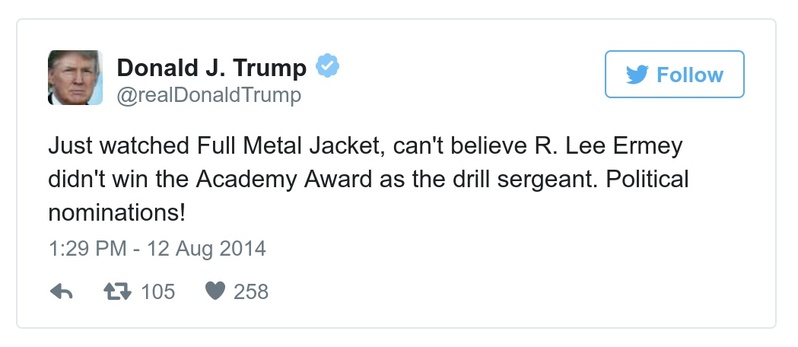 Donald J. Trump
@realDonaldTrump
Follow
Just watched Full Metal Jacket, can't believe R. Lee Ermey
didn't win the Academy Award as the drill sergeant. Political
nominations!
1:29 PM - 12 Aug 2014
105 258